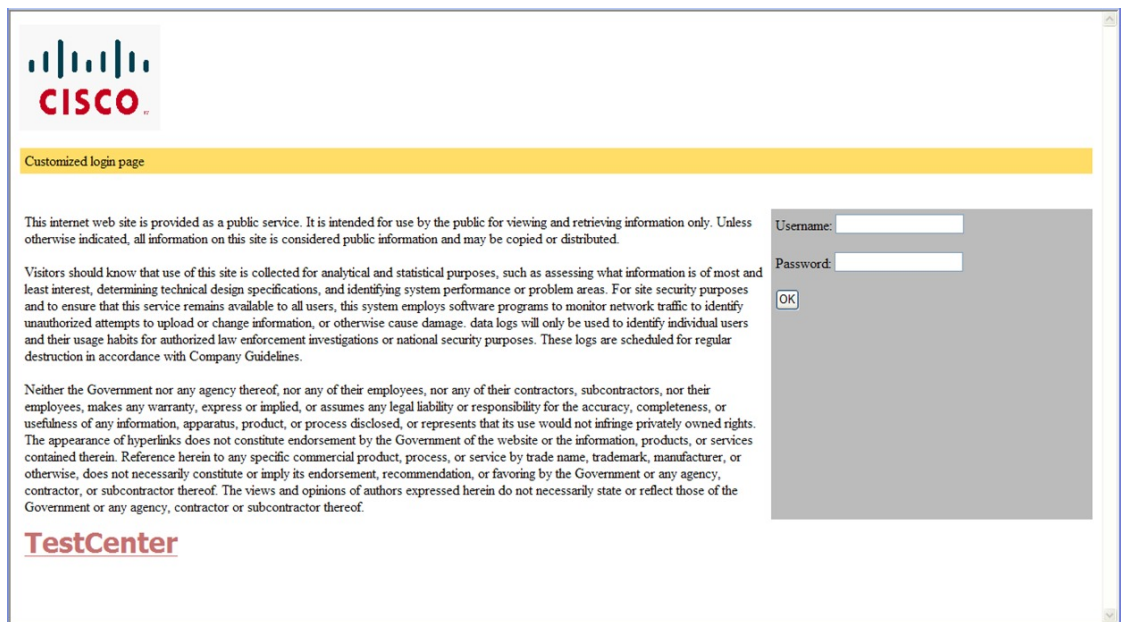 CISCO
Customized login page
This internet web site is provided as a public service. It is intended for use by the public for viewing and retrieving information only. Unless
otherwise indicated, all information on this site is considered public information and may be copied or distributed.
Username:
Visitors should know that use of this site is collected for analytical and statistical purposes, such as assessing what information is of most and
least interest, determining technical design specifications, and identifying system performance or problem areas. For site security purposes
and to ensure that this service remains available to all users, this system employs software programs to monitor network traffic to identify
unauthorized attempts to upload or change information, or otherwise cause damage. data logs will only be used to identify individual users
and their usage habits for authorized law enforcement investigations or national security purposes. These logs are scheduled for regular
destruction in accordance with Company Guidelines.
Password:
OK
Neither the Government nor any agency thereof, nor any of their employees, nor any of their contractors, subcontractors, nor their
employees, makes any warranty, express or implied, or assumes any legal liability or responsibility for the accuracy, completeness, or
usefulness of any information, apparatus, product, or process disclosed, or represents that its use would not infringe privately owned rights.
The appearance of hyperlinks does not constitute endorsement by the Government of the website or the information, products, or services
contained therein. Reference herein to any specific commercial product, process, or service by trade name, trademark, manufacturer, or
otherwise, does not necessarily constitute or imply its endorsement, recommendation, or favoring by the Government or any agency,
contractor, or subcontractor thereof. The views and opinions of authors expressed herein do not necessarily state or reflect those of the
Government or any agency, contractor or subcontractor thereof.
TestCenter